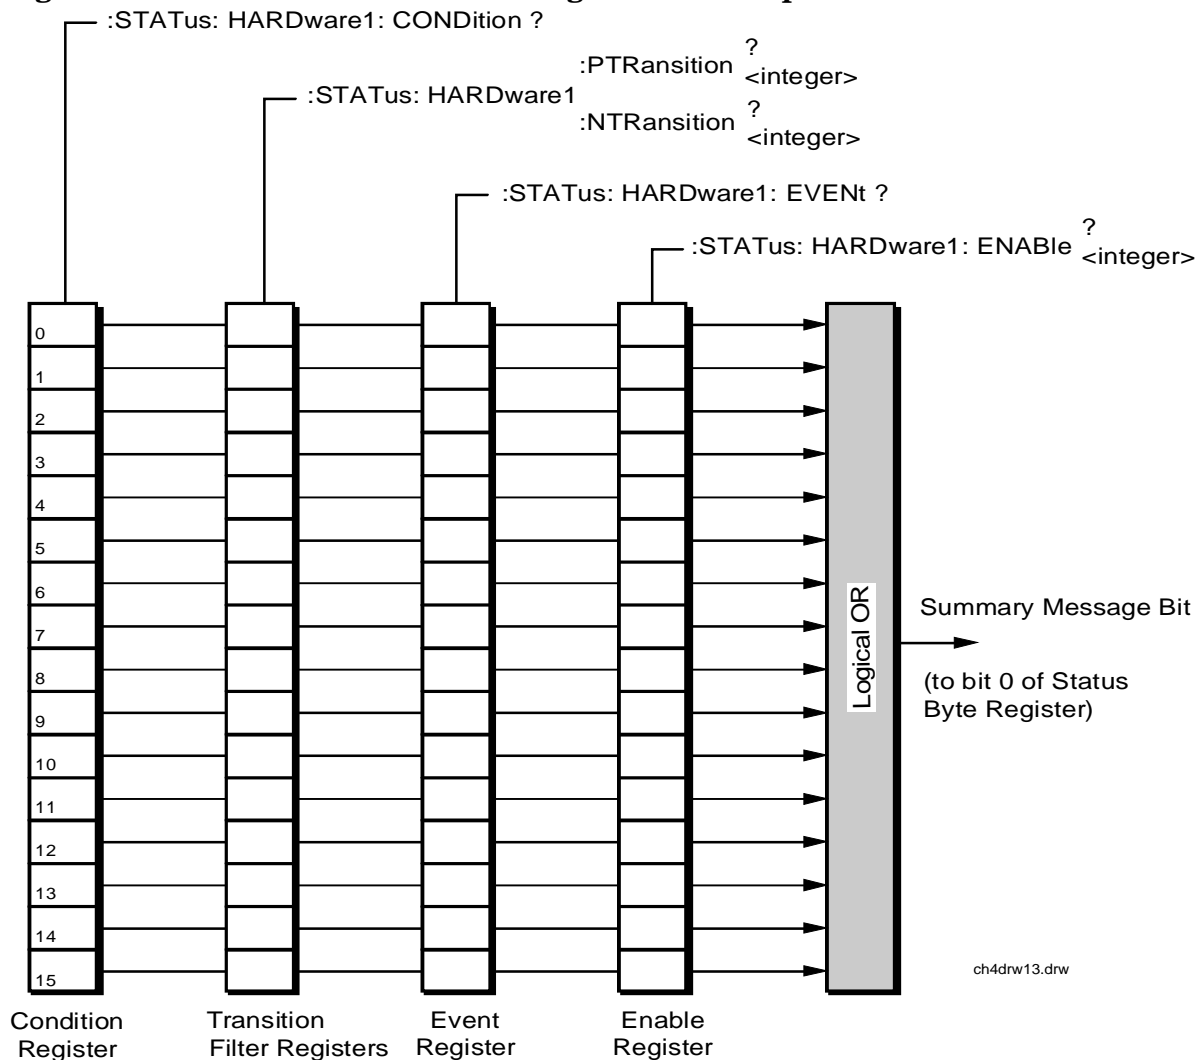 :STATus: HARDware1: CONDition ?
:STATus: HARDware1
:PTRansition ? <integer>
:NTRansition ? <integer>
:STATus: HARDware1: EVENt ?
:STATus: HARDware1: ENABle ? <integer>
0
1
2
3
4
5
6
7
8
9
10
11
12
13
14
15
Logical OR
Summary Message Bit
(to bit 0 of Status
Byte Register)
ch4drw13.drw
Condition
Register
Transition
Filter Registers
Event
Register
Enable
Register